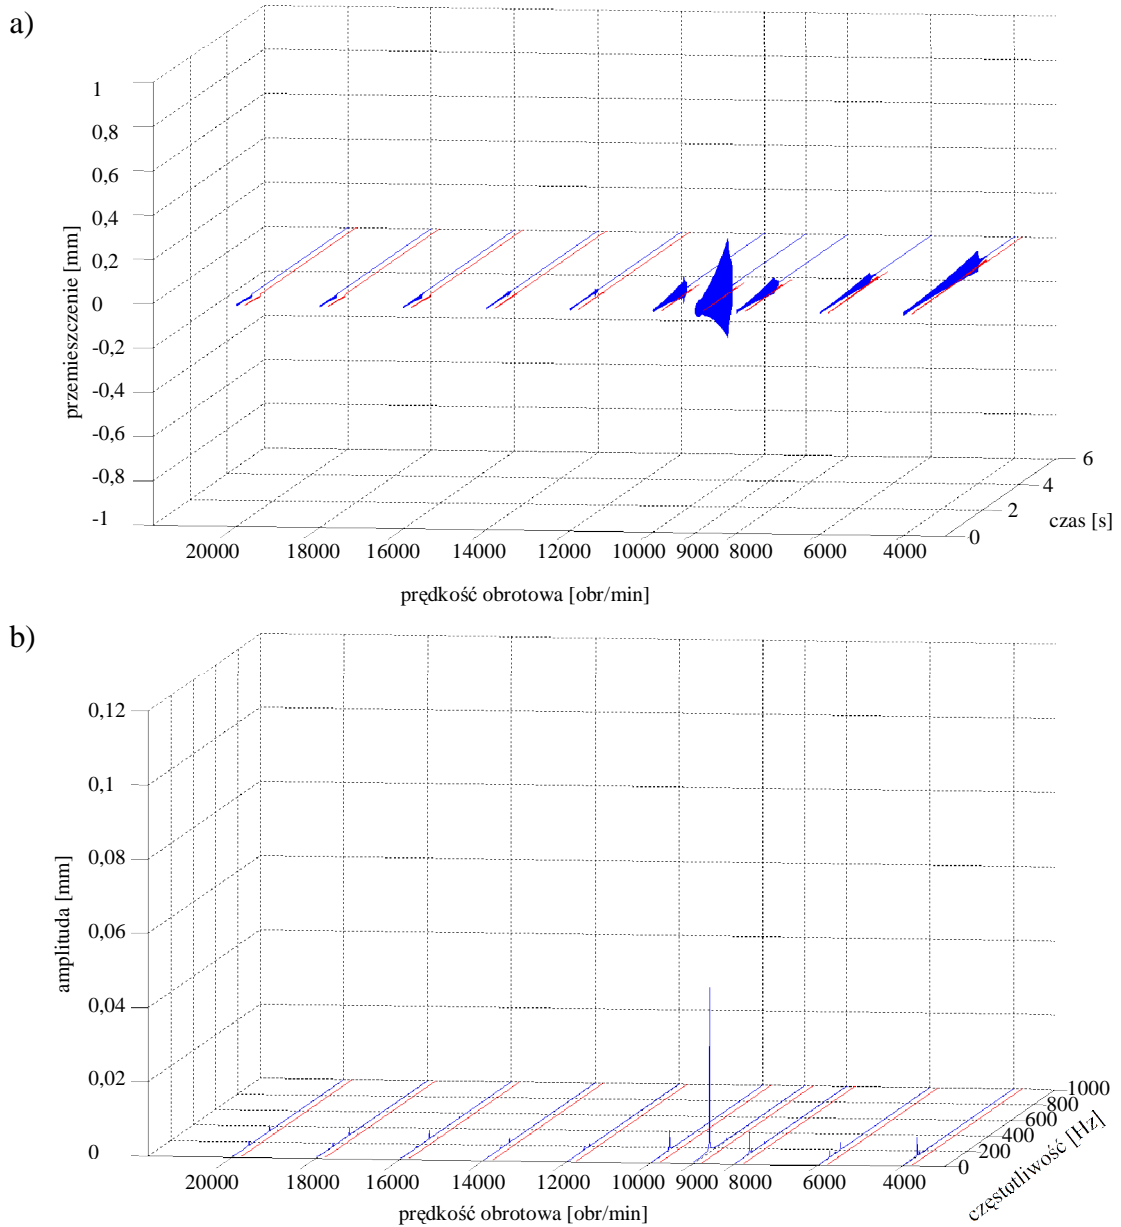 a)
1
0,8
0,6
0,4
0,2
0
-0,2
-0,4
-0,6
-0,8
-1
przemieszczenie [mm]
6
4
2
0
czas [s]
20000 18000 16000 14000 12000 10000 9000 8000 6000 4000
prędkość obrotowa [obr/min]
b)
0,12
0,1
0,08
0,06
0,04
0,02
0
amplituda [mm]
1000
800
600
400
200
0
częstotliwość [Hz]
20000 18000 16000 14000 12000 10000 9000 8000 6000 4000
prędkość obrotowa [obr/min]